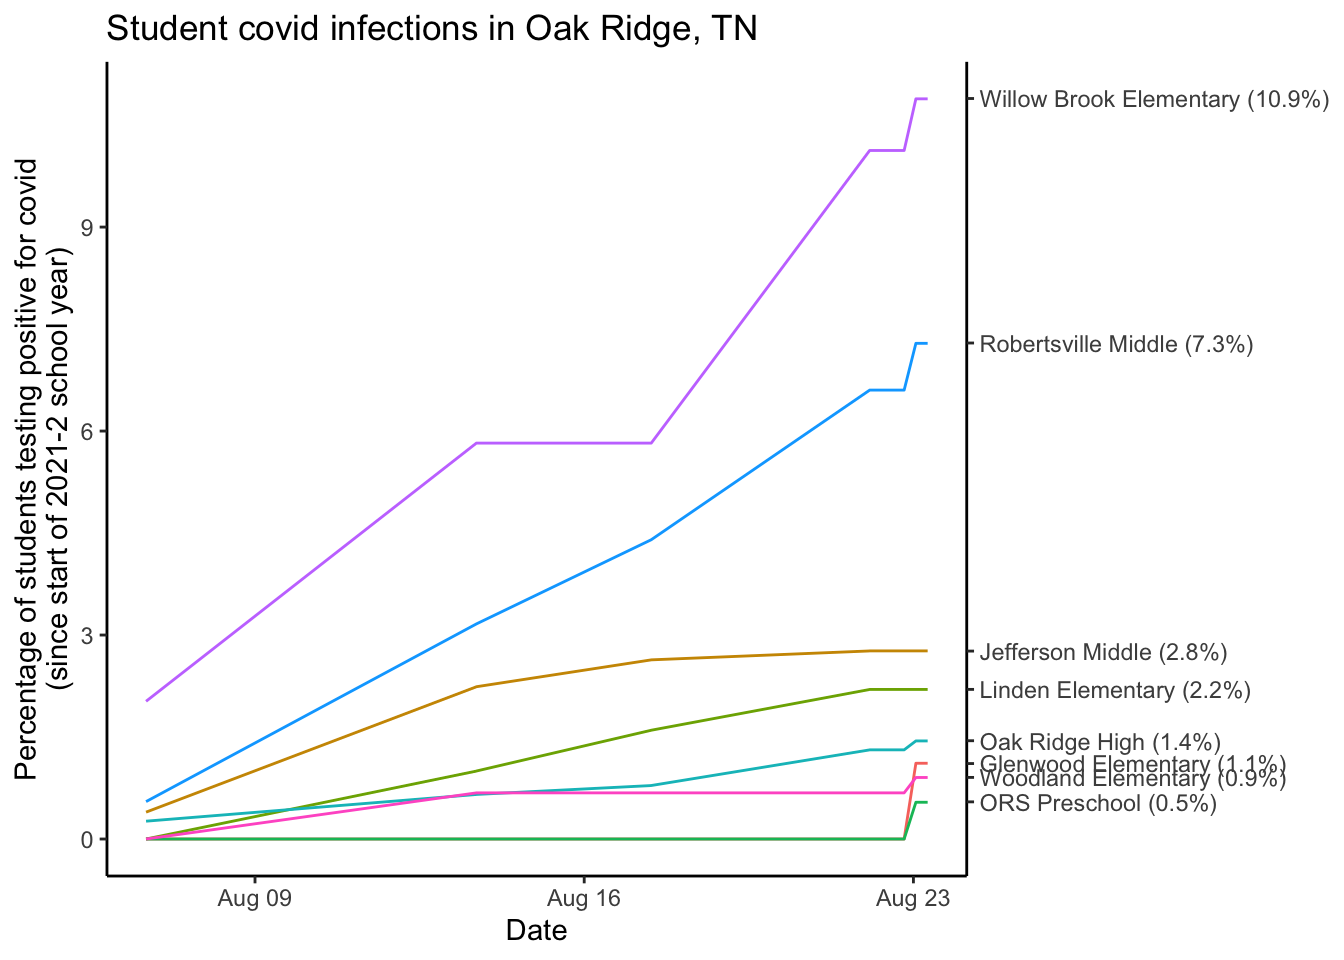 Student covid infections in Oak Ridge, TN
Percentage of students testing positive for covid
(since start of 2021-2 school year)
9
6
3
0
Willow Brook Elementary (10.9%)
Robertsville Middle (7.3%)
Jefferson Middle (2.8%)
Linden Elementary (2.2%)
Oak Ridge High (1.4%)
Glenwood Elementary (1.1%)
Woodland Elementary (0.9%)
ORS Preschool (0.5%)
Aug 09
Aug 16
Aug 23
Date